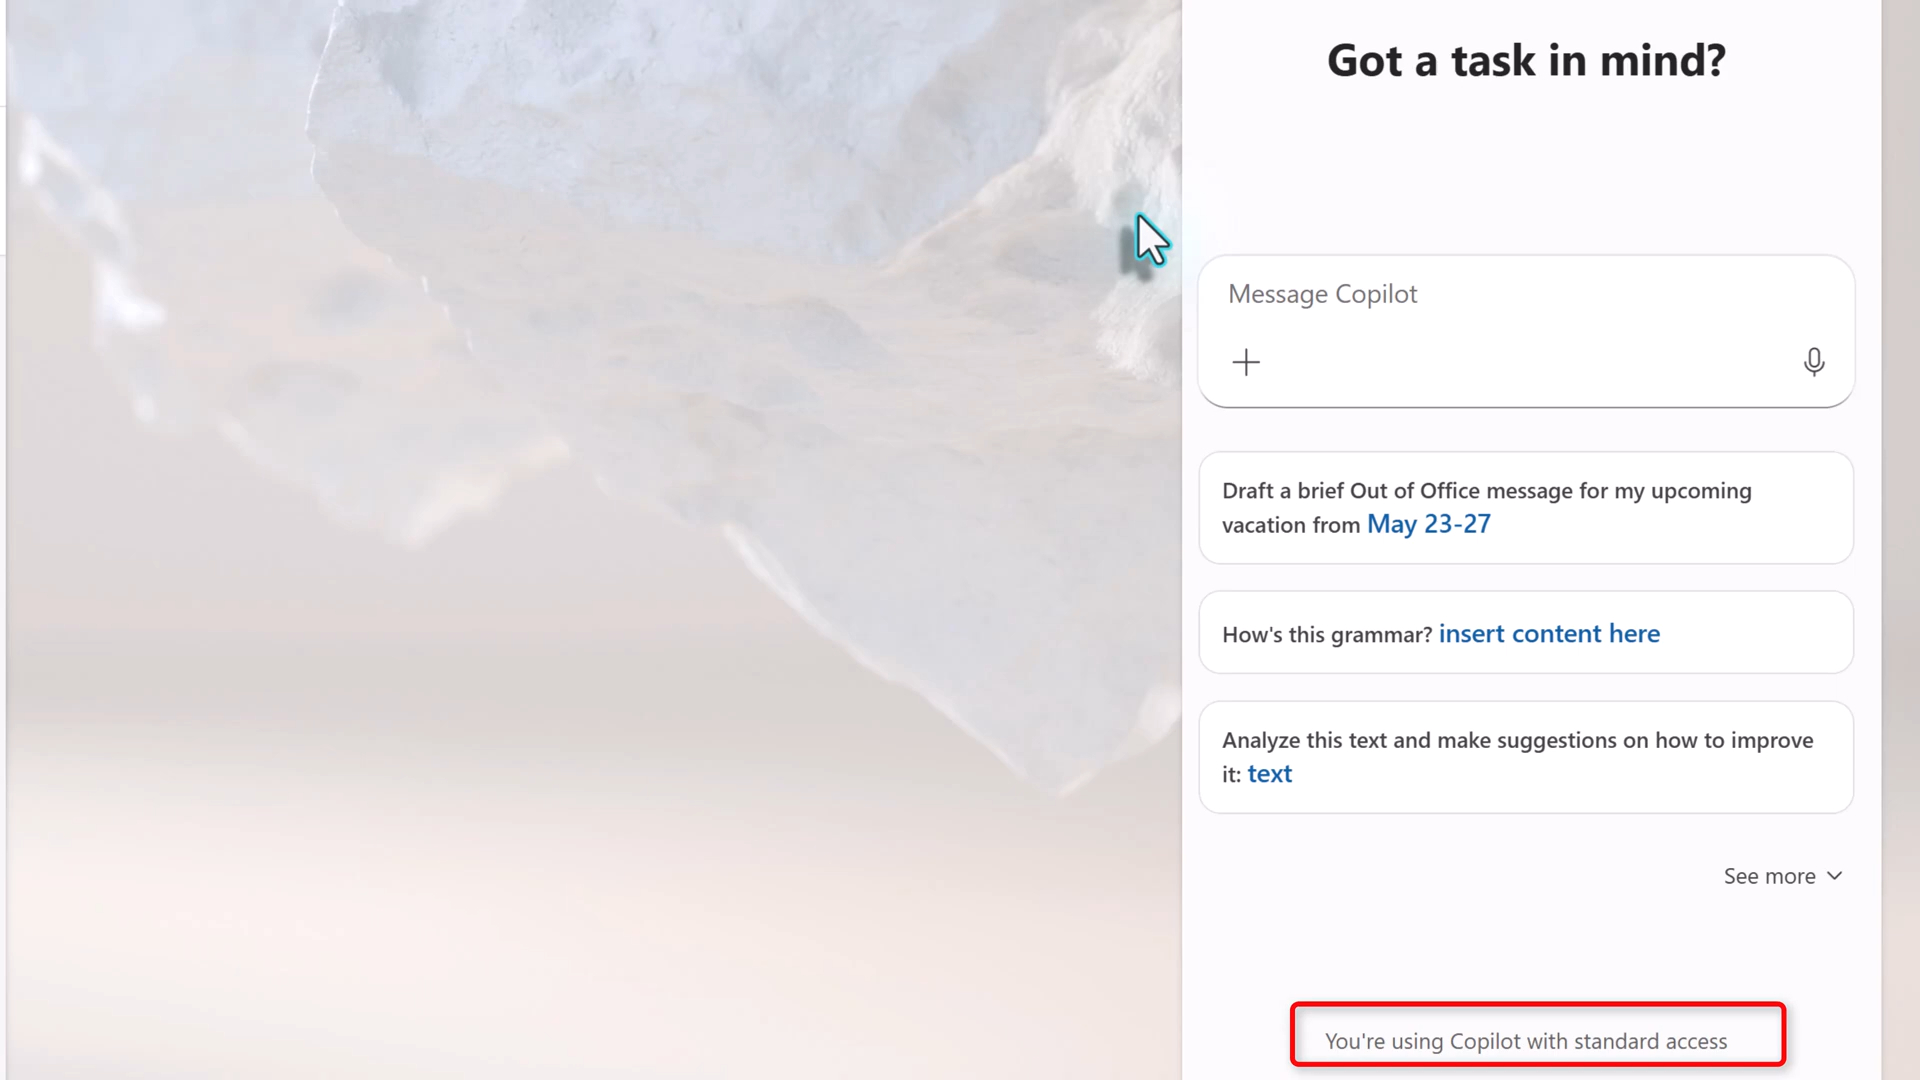 Got a task in mind?
Message Copilot
Draft a brief Out of Office message for my upcoming
vacation from May 23-27
How's this grammar? insert content here
Analyze this text and make suggestions on how to improve
it: text
See more
You're using Copilot with standard access